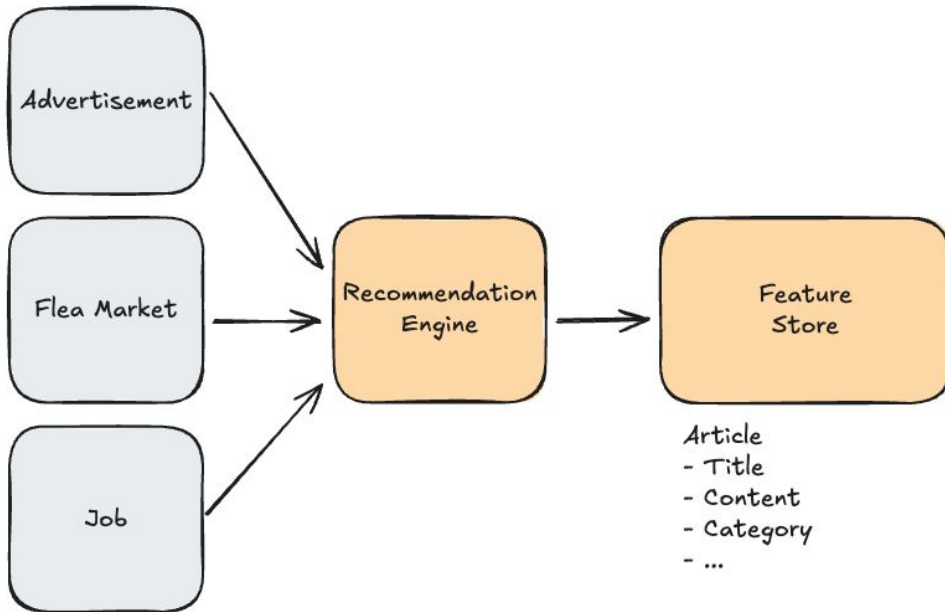 Advertisement
Flea Market
Job
Recommendation
Engine
Feature
Store
Article
- Title
- Content
- Category
- ...